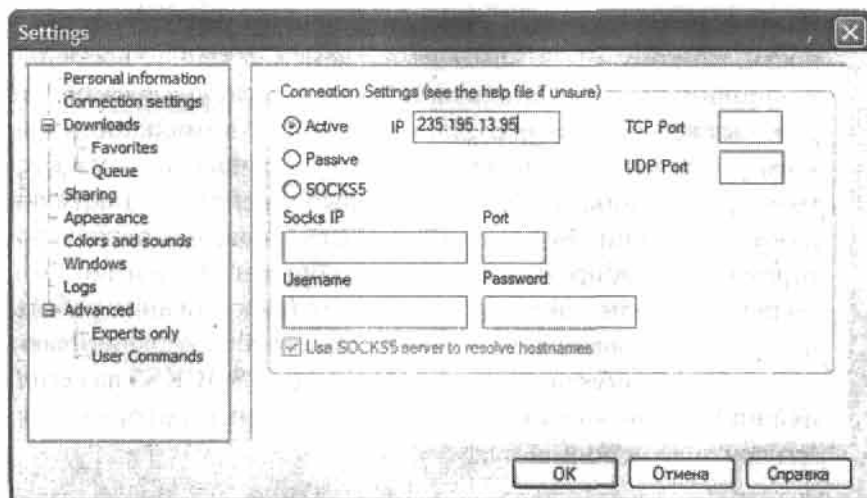 Settings
Personal information
Connection settings
Downloads
Favorites
Queue
Sharing
Appearance
Colors and sounds
Windows
Logs
Advanced
Experts only
User Commands
Connection Settings (see the help file if unsure)
Active IP 235.195.13.95 TCP Port
Passive UDP Port
SOCKS5
Socks IP Port
Username Password
Use SOCKS5 server to resolve hostnames
OK Отмена Справка